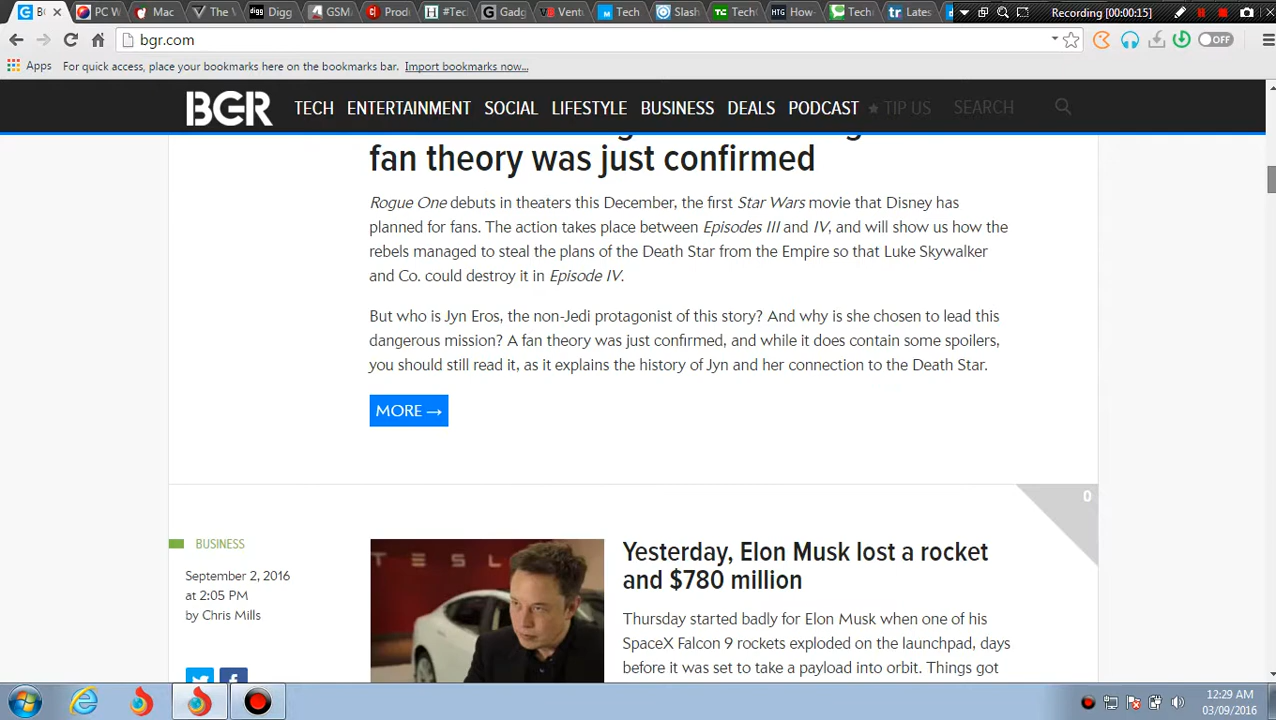 BG
PC W
Mac
The V
Digg
GSM
Prod
#Tec
Gadg
Vent
Tech
Slash
Tech
How-
Tech
Lates
Recording [00:00:15]
bgr.com
OFF
Apps
For quick access, place your bookmarks here on the bookmarks bar. Import bookmarks now...
BGR TECH ENTERTAINMENT SOCIAL LIFESTYLE BUSINESS DEALS PODCAST ★ TIP US SEARCH
fan theory was just confirmed
Rogue One debuts in theaters this December, the first Star Wars movie that Disney has
planned for fans. The action takes place between Episodes III and IV, and will show us how the
rebels managed to steal the plans of the Death Star from the Empire so that Luke Skywalker
and Co. could destroy it in Episode IV.
But who is Jyn Eros, the non-Jedi protagonist of this story? And why is she chosen to lead this
dangerous mission? A fan theory was just confirmed, and while it does contain some spoilers,
you should still read it, as it explains the history of Jyn and her connection to the Death Star.
MORE →
0
BUSINESS
September 2, 2016
at 2:05 PM
by Chris Mills
T E S L
Yesterday, Elon Musk lost a rocket
and $780 million
Thursday started badly for Elon Musk when one of his
SpaceX Falcon 9 rockets exploded on the launchpad, days
before it was set to take a payload into orbit. Things got
12:29 AM
03/09/2016